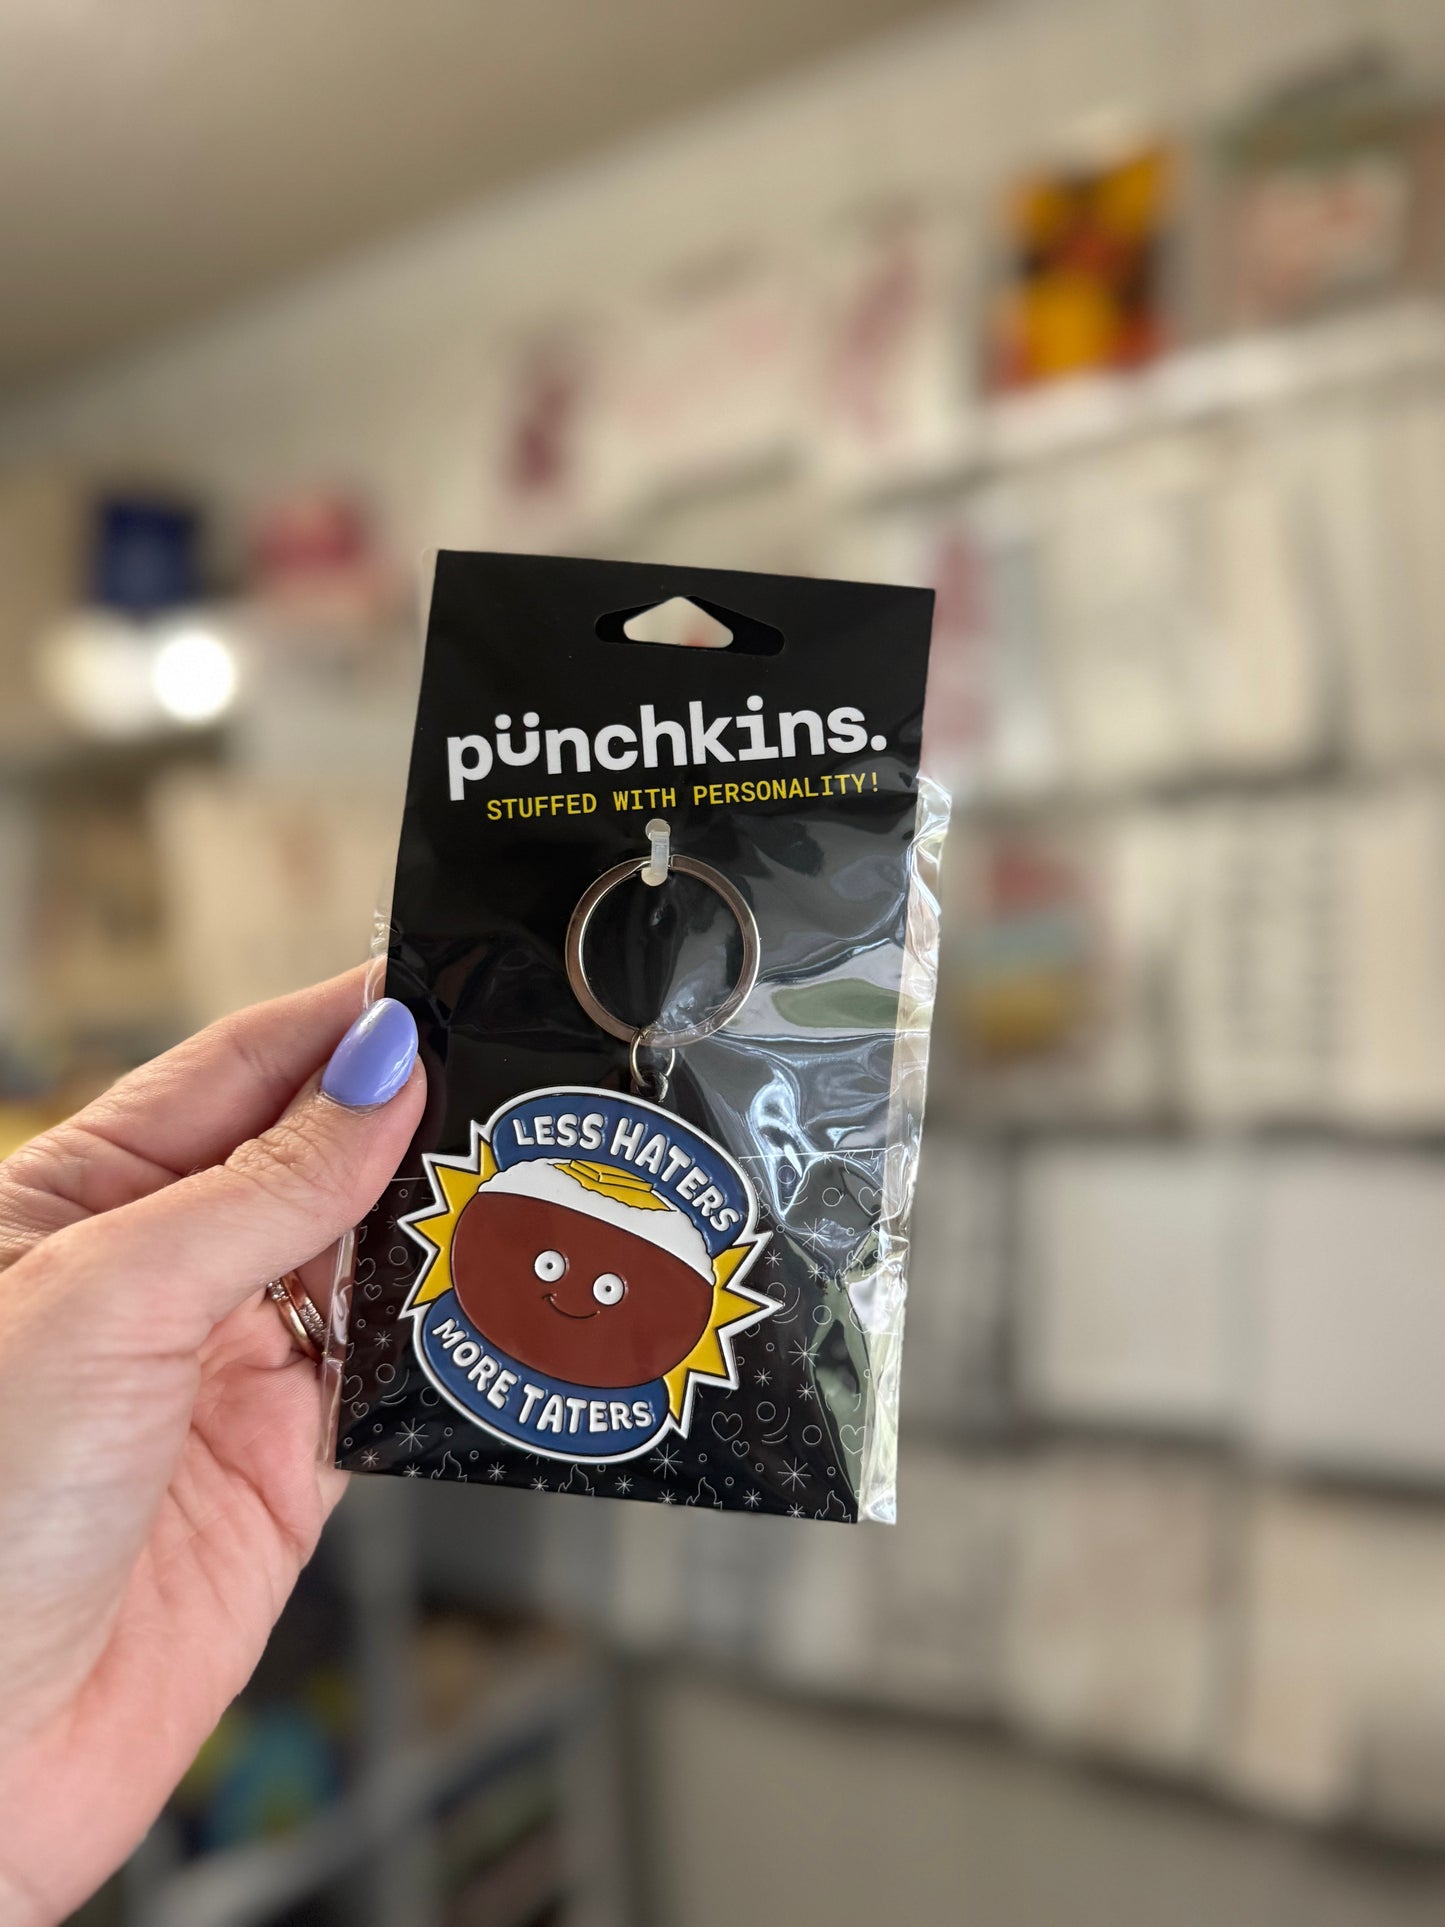 pünchkins.
STUFFED WITH PERSONALITY!
LESS HATERS
MORE TATERS